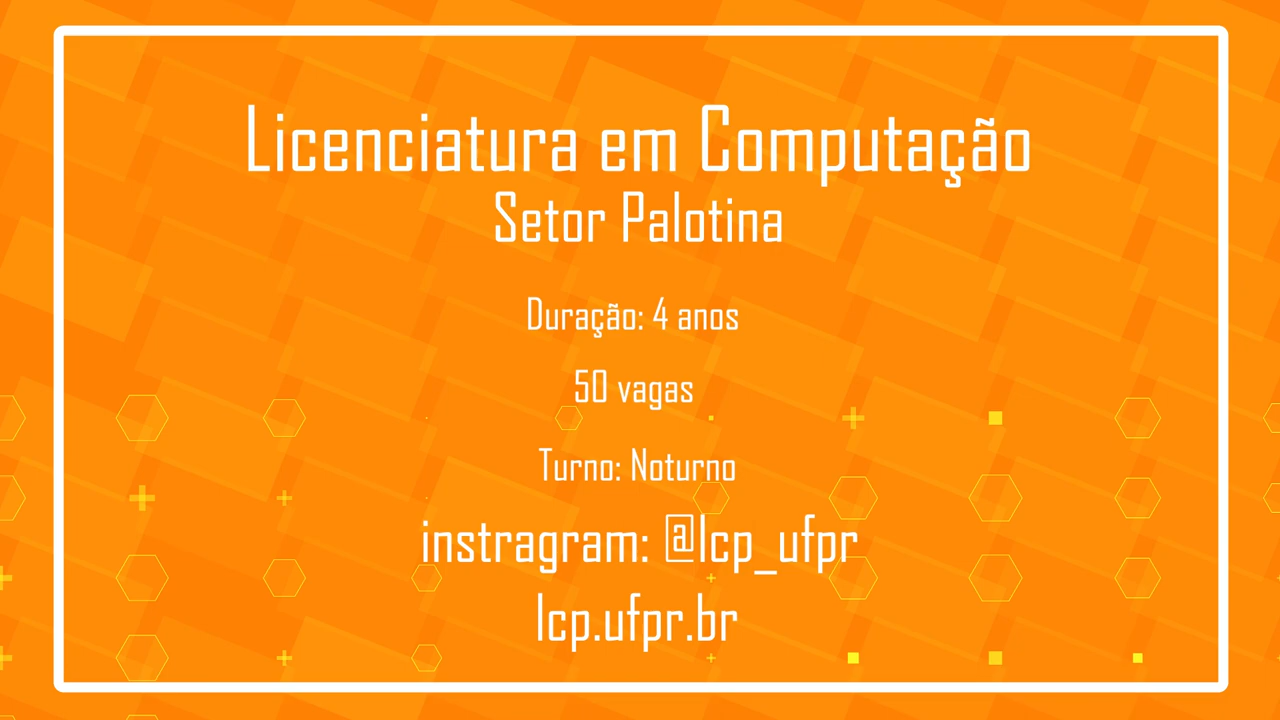 Licenciatura em Computação
Setor Palotina
Duração: 4 anos
50 vagas
Turno: Noturno
instragram: @lcp_ufpr
lcp.ufpr.br